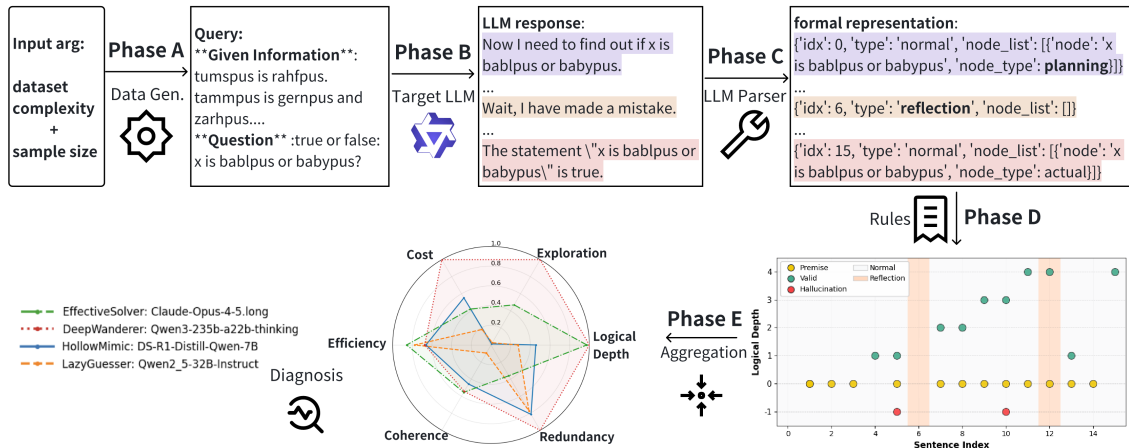 Input arg:
dataset
complexity
+
sample size
Phase A
Data Gen.
Query:
**Given Information**:
tumspus is rahfpus.
tammpus is gernpus and
zarhpus....
**Question** :true or false:
x is bablpus or babypus?
Phase B
Target LLM
LLM response:
Now I need to find out if x is
bablpus or babypus.
...
Wait, I have made a mistake.
...
The statement \"x is bablpus or
babypus\" is true.
Phase C
LLM Parser
formal representation:
{'idx': 0, 'type': 'normal', 'node_list': [{'node': 'x
is bablpus or babypus', 'node_type': planning}]}
...
{'idx': 6, 'type': 'reflection', 'node_list': []}
...
{'idx': 15, 'type': 'normal', 'node_list': [{'node': 'x
is bablpus or babypus', 'node_type': actual}]}
Rules
Phase D
Premise
Valid
Hallucination
Normal
Reflection
Logical Depth
4
3
2
1
0
-1
0 2 4 6 8 10 12 14
Sentence Index
Phase E
Aggregation
Cost
Exploration
Logical
Depth
Redundancy
Coherence
Efficiency
1.0
0.8
0.6
0.4
0.2
EffectiveSolver: Claude-Opus-4-5.long
DeepWanderer: Qwen3-235b-a22b-thinking
HollowMimic: DS-R1-Distill-Qwen-7B
LazyGuesser: Qwen2_5-32B-Instruct
Diagnosis